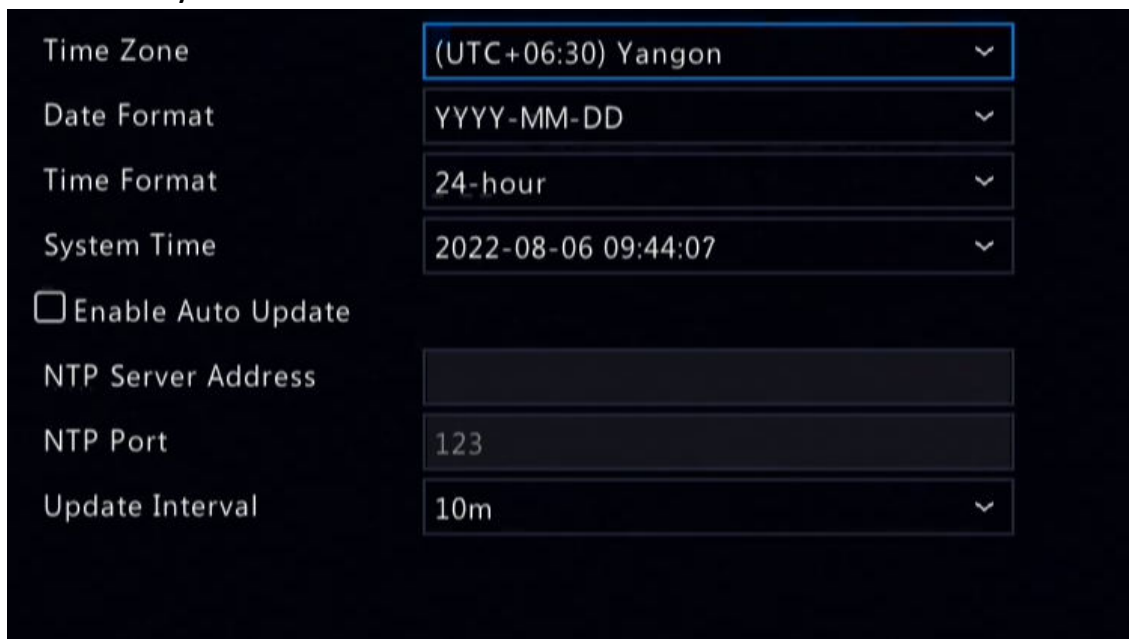 Time Zone (UTC+06:30) Yangon
Date Format YYYY-MM-DD
Time Format 24-hour
System Time 2022-08-06 09:44:07
Enable Auto Update
NTP Server Address
NTP Port 123
Update Interval 10m